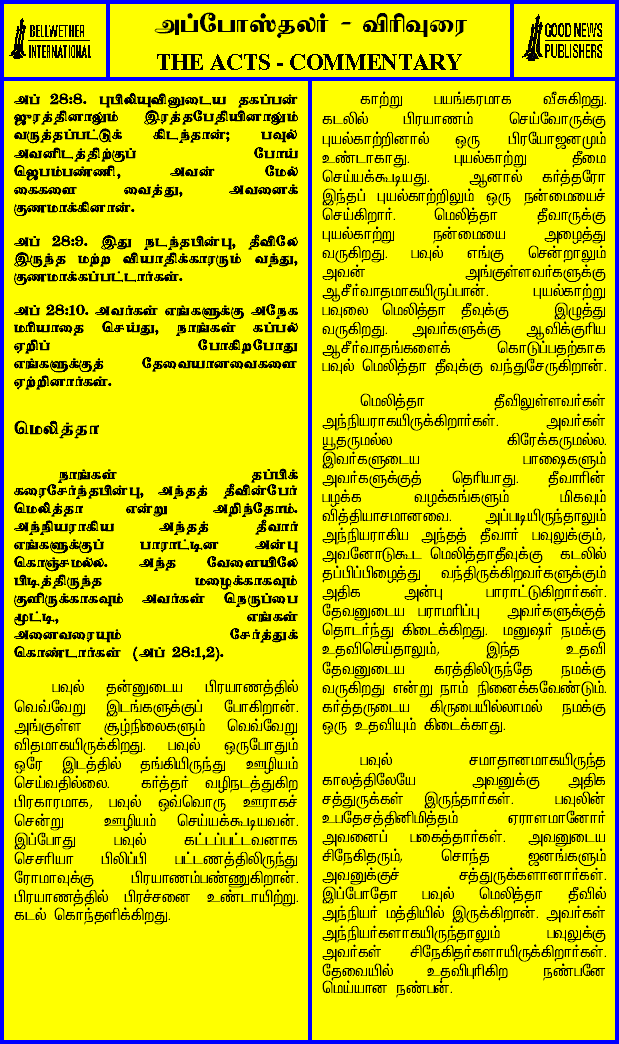 BELLWETHER
INTERNATIONAL
அப்போஸ்தலர் - விரிவுரை
THE ACTS - COMMENTARY
GOOD NEWS
PUBLISHERS
அப் 28:8. புபிலியுவினுடைய தகப்பன்
ஜுரத்தினாலும் இரத்தபேதியினாலும்
வருத்தப்பட்டுக் கிடந்தான்; பவுல்
அவனிடத்திற்குப் போய்
ஜெபம்பண்ணி, அவன் மேல்
கைகளை வைத்து, அவனைக்
குணமாக்கினான்.
அப் 28:9. இது நடந்தபின்பு, தீவிலே
இருந்த மற்ற வியாதிக்காரரும் வந்து,
குணமாக்கப்பட்டார்கள்.
அப் 28:10. அவர்கள் எங்களுக்கு அநேக
மரியாதை செய்து, நாங்கள் கப்பல்
ஏறிப் போகிறபோது
எங்களுக்குத் தேவையானவைகளை
ஏற்றினார்கள்.
மெலித்தா
நாங்கள் தப்பிக்
கரைசேர்ந்தபின்பு, அந்தத் தீவின்பேர்
மெலித்தா என்று அறிந்தோம்.
அந்நியராகிய அந்தத் தீவார்
எங்களுக்குப் பாராட்டின அன்பு
கொஞ்சமல்ல. அந்த வேளையிலே
பிடித்திருந்த மழைக்காகவும்
குளிருக்காகவும் அவர்கள் நெருப்பை
மூட்டி, எங்கள்
அனைவரையும் சேர்த்துக்
கொண்டார்கள் (அப் 28:1,2).
பவுல் தன்னுடைய பிரயாணத்தில்
வெவ்வேறு இடங்களுக்குப் போகிறான்.
அங்குள்ள சூழ்நிலைகளும் வெவ்வேறு
விதமாகயிருக்கிறது. பவுல் ஒருபோதும்
ஒரே இடத்தில் தங்கியிருந்து ஊழியம்
செய்வதில்லை. கர்த்தர் வழிநடத்துகிற
பிரகாரமாக, பவுல் ஒவ்வொரு ஊராகச்
சென்று ஊழியம் செய்யக்கூடியவன்.
இப்போது பவுல் கட்டப்பட்டவனாக
செசரியா பிலிப்பி பட்டணத்திலிருந்து
ரோமாவுக்கு பிரயாணம்பண்ணுகிறான்.
பிரயாணத்தில் பிரச்சனை உண்டாயிற்று.
கடல் கொந்தளிக்கிறது.
காற்று பயங்கரமாக வீசுகிறது.
கடலில் பிரயாணம் செய்வோருக்கு
புயல்காற்றினால் ஒரு பிரயோஜனமும்
உண்டாகாது. புயல்காற்று தீமை
செய்யக்கூடியது. ஆனால் கர்த்தரோ
இந்தப் புயல்காற்றிலும் ஒரு நன்மையைச்
செய்கிறார். மெலித்தா தீவாருக்கு
புயல்காற்று நன்மையை அழைத்து
வருகிறது. பவுல் எங்கு சென்றாலும்
அவன் அங்குள்ளவர்களுக்கு
ஆசீர்வாதமாகயிருப்பான். புயல்காற்று
பவுலை மெலித்தா தீவுக்கு இழுத்து
வருகிறது. அவர்களுக்கு ஆவிக்குரிய
ஆசீர்வாதங்களைக் கொடுப்பதற்காக
பவுல் மெலித்தா தீவுக்கு வந்துசேருகிறான்.
மெலித்தா தீவிலுள்ளவர்கள்
அந்நியராகயிருக்கிறார்கள். அவர்கள்
யூதருமல்ல கிரேக்கருமல்ல.
இவர்களுடைய பாஷைகளும்
அவர்களுக்குத் தெரியாது. தீவாரின்
பழக்க வழக்கங்களும் மிகவும்
வித்தியாசமானவை. அப்படியிருந்தாலும்
அந்நியராகிய அந்தத் தீவார் பவுலுக்கும்,
அவனோடுகூட மெலித்தாதீவுக்கு கடலில்
தப்பிப்பிழைத்து வந்திருக்கிறவர்களுக்கும்
அதிக அன்பு பாராட்டுகிறார்கள்.
தேவனுடைய பராமரிப்பு அவர்களுக்குத்
தொடர்ந்து கிடைக்கிறது. மனுஷர் நமக்கு
உதவிசெய்தாலும், இந்த உதவி
தேவனுடைய கரத்திலிருந்தே நமக்கு
வருகிறது என்று நாம் நினைக்கவேண்டும்.
கர்த்தருடைய கிருபையில்லாமல் நமக்கு
ஒரு உதவியும் கிடைக்காது.
பவுல் சமாதானமாகயிருந்த
காலத்திலேயே அவனுக்கு அதிக
சத்துருக்கள் இருந்தார்கள். பவுலின்
உபதேசத்தினிமித்தம் ஏராளமானோர்
அவனைப் பகைத்தார்கள். அவனுடைய
சிநேகிதரும், சொந்த ஜனங்களும்
அவனுக்குச் சத்துருக்களானார்கள்.
இப்போதோ பவுல் மெலித்தா தீவில்
அந்நியர் மத்தியில் இருக்கிறான். அவர்கள்
அந்நியர்களாகயிருந்தாலும் பவுலுக்கு
அவர்கள் சிநேகிதர்களாயிருக்கிறார்கள்.
தேவையில் உதவிபுரிகிற நண்பனே
மெய்யான நண்பன்.